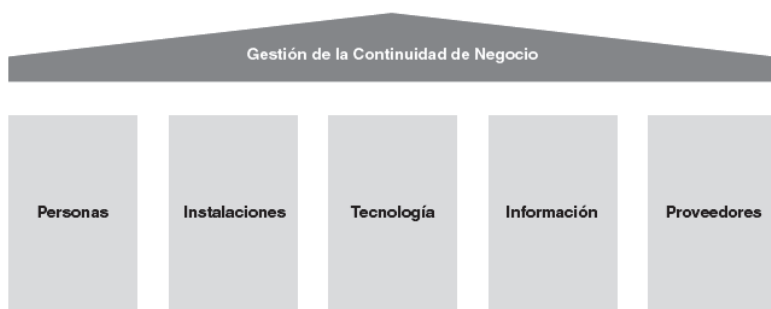 Gestión de la Continuidad de Negocio
Personas
Instalaciones
Tecnología
Información
Proveedores